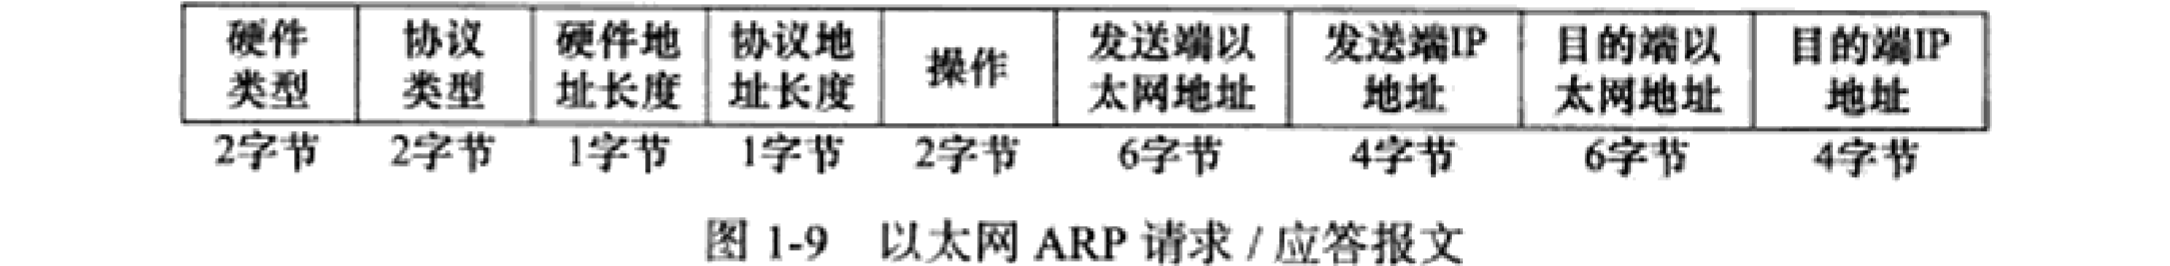 硬件类型 协议类型 硬件地址长度 协议地址长度 操作 发送端以太网地址 发送端IP地址 目的端以太网地址 目的端IP地址
2字节 2字节 1字节 1字节 2字节 6字节 4字节 6字节 4字节
图 1-9 以太网 ARP 请求 / 应答报文